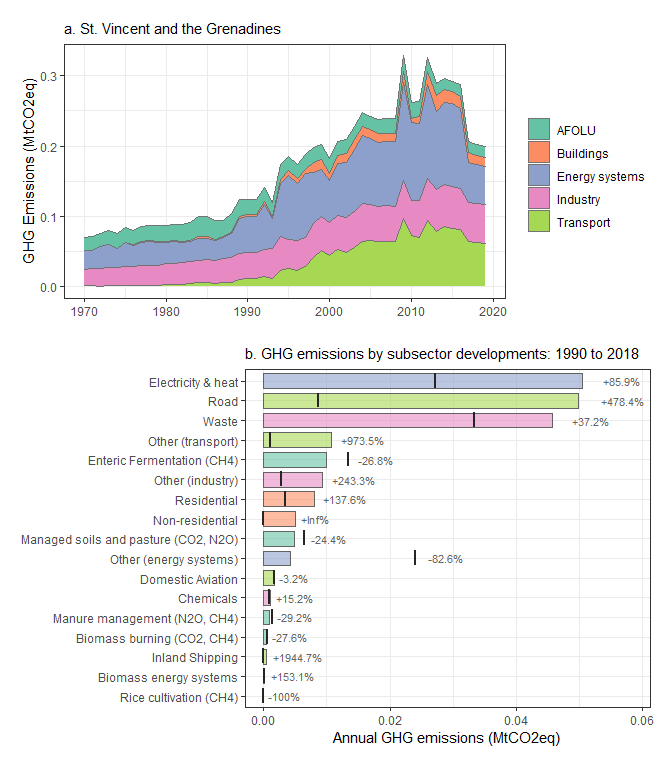 a. St. Vincent and the Grenadines
GHG Emissions (MtCO2eq)
0.3
0.2
0.1
0.0
1970
1980
1990
2000
2010
2020
AFOLU
Buildings
Energy systems
Industry
Transport
b. GHG emissions by subsector developments: 1990 to 2018
Electricity & heat +85.9%
Road +478.4%
Waste +37.2%
Other (transport) +973.5%
Enteric Fermentation (CH4) -26.8%
Other (industry) +243.3%
Residential +137.6%
Non-residential +Inf%
Managed soils and pasture (CO2, N2O) -24.4%
Other (energy systems) -82.6%
Domestic Aviation -3.2%
Chemicals +15.2%
Manure management (N2O, CH4) -29.2%
Biomass burning (CO2, CH4) -27.6%
Inland Shipping +1944.7%
Biomass energy systems +153.1%
Rice cultivation (CH4) -100%
0.00
0.02
0.04
0.06
Annual GHG emissions (MtCO2eq)